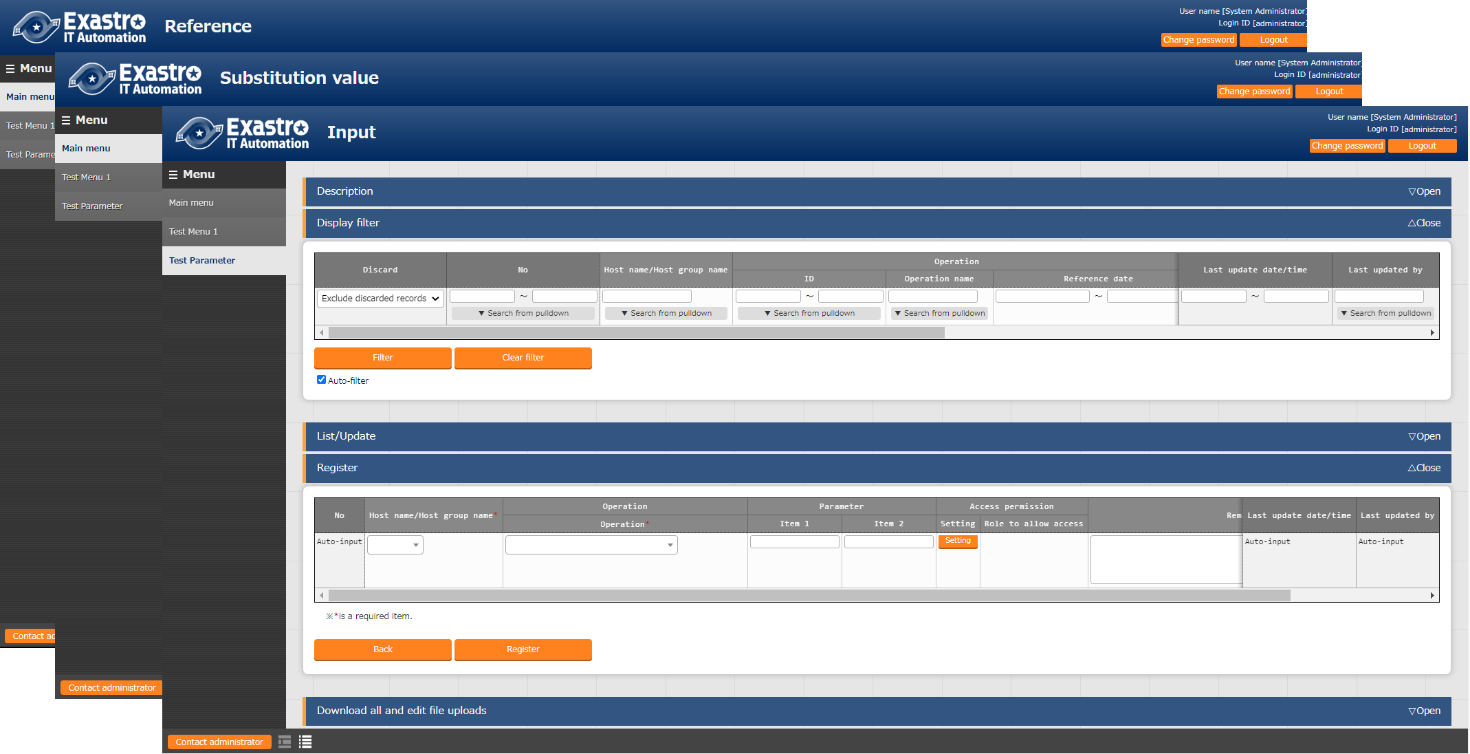 Exastro
IT Automation
Reference
User name [System Administrator]
Login ID [administrator]
Change password
Logout
☰ Menu
Main menu
Test Menu 1
Test Parame
Contact ad
Exastro
IT Automation
Substitution value
User name [System Administrator]
Login ID [administrator]
Change password
Logout
☰ Menu
Main menu
Test Menu 1
Test Parameter
Contact administrator
Exastro
IT Automation
Input
User name [System Administrator]
Login ID [administrator]
Change password
Logout
☰ Menu
Main menu
Test Menu 1
Test Parameter
Description ▽Open
Display filter △Close
Operation
Discard No Host name/Host group name ID Operation name Reference date Last update date/time Last updated by
Exclude discarded records ~ ~ ~ ~
▼ Search from pulldown ▼ Search from pulldown ▼ Search from pulldown ▼ Search from pulldown ▼ Search from pulldown
Filter Clear filter
Auto-filter
List/Update ▽Open
Register △Close
Operation Parameter Access permission
No Host name/Host group name* Operation* Item 1 Item 2 Setting Role to allow access Rem Last update date/time Last updated by
Auto-input Setting Auto-input Auto-input
※*is a required item.
Back Register
Download all and edit file uploads ▽Open
Contact administrator